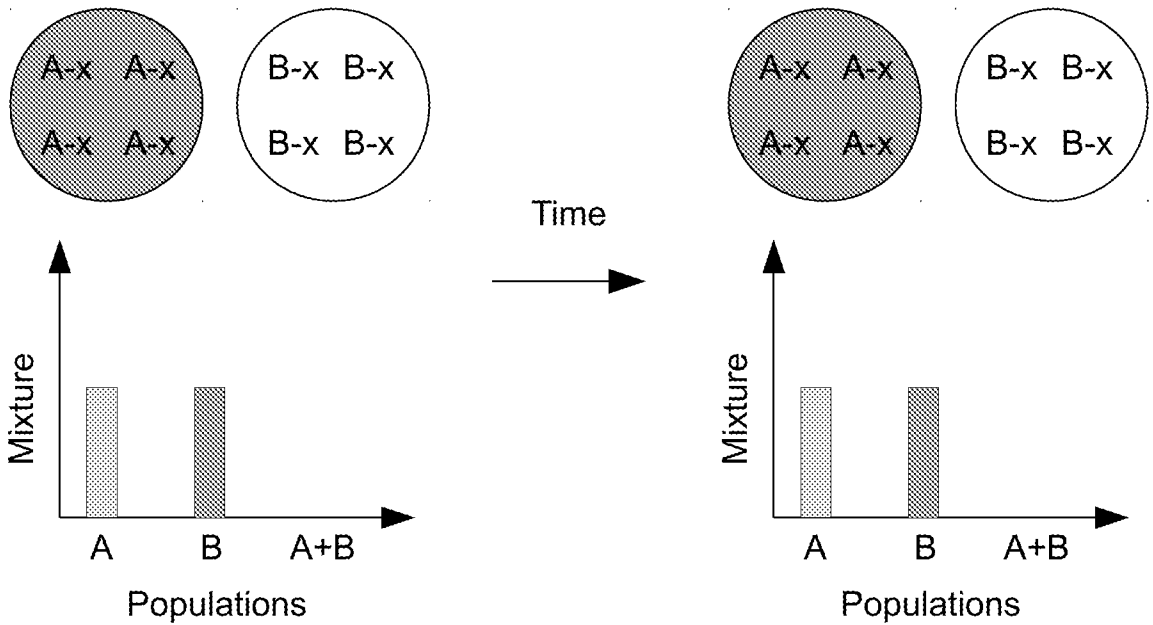 A-x A-x B-x B-x A-x A-x B-x B-x
A-x A-x B-x B-x A-x A-x B-x B-x
Time
Mixture Mixture
A B A+B A B A+B
Populations Populations